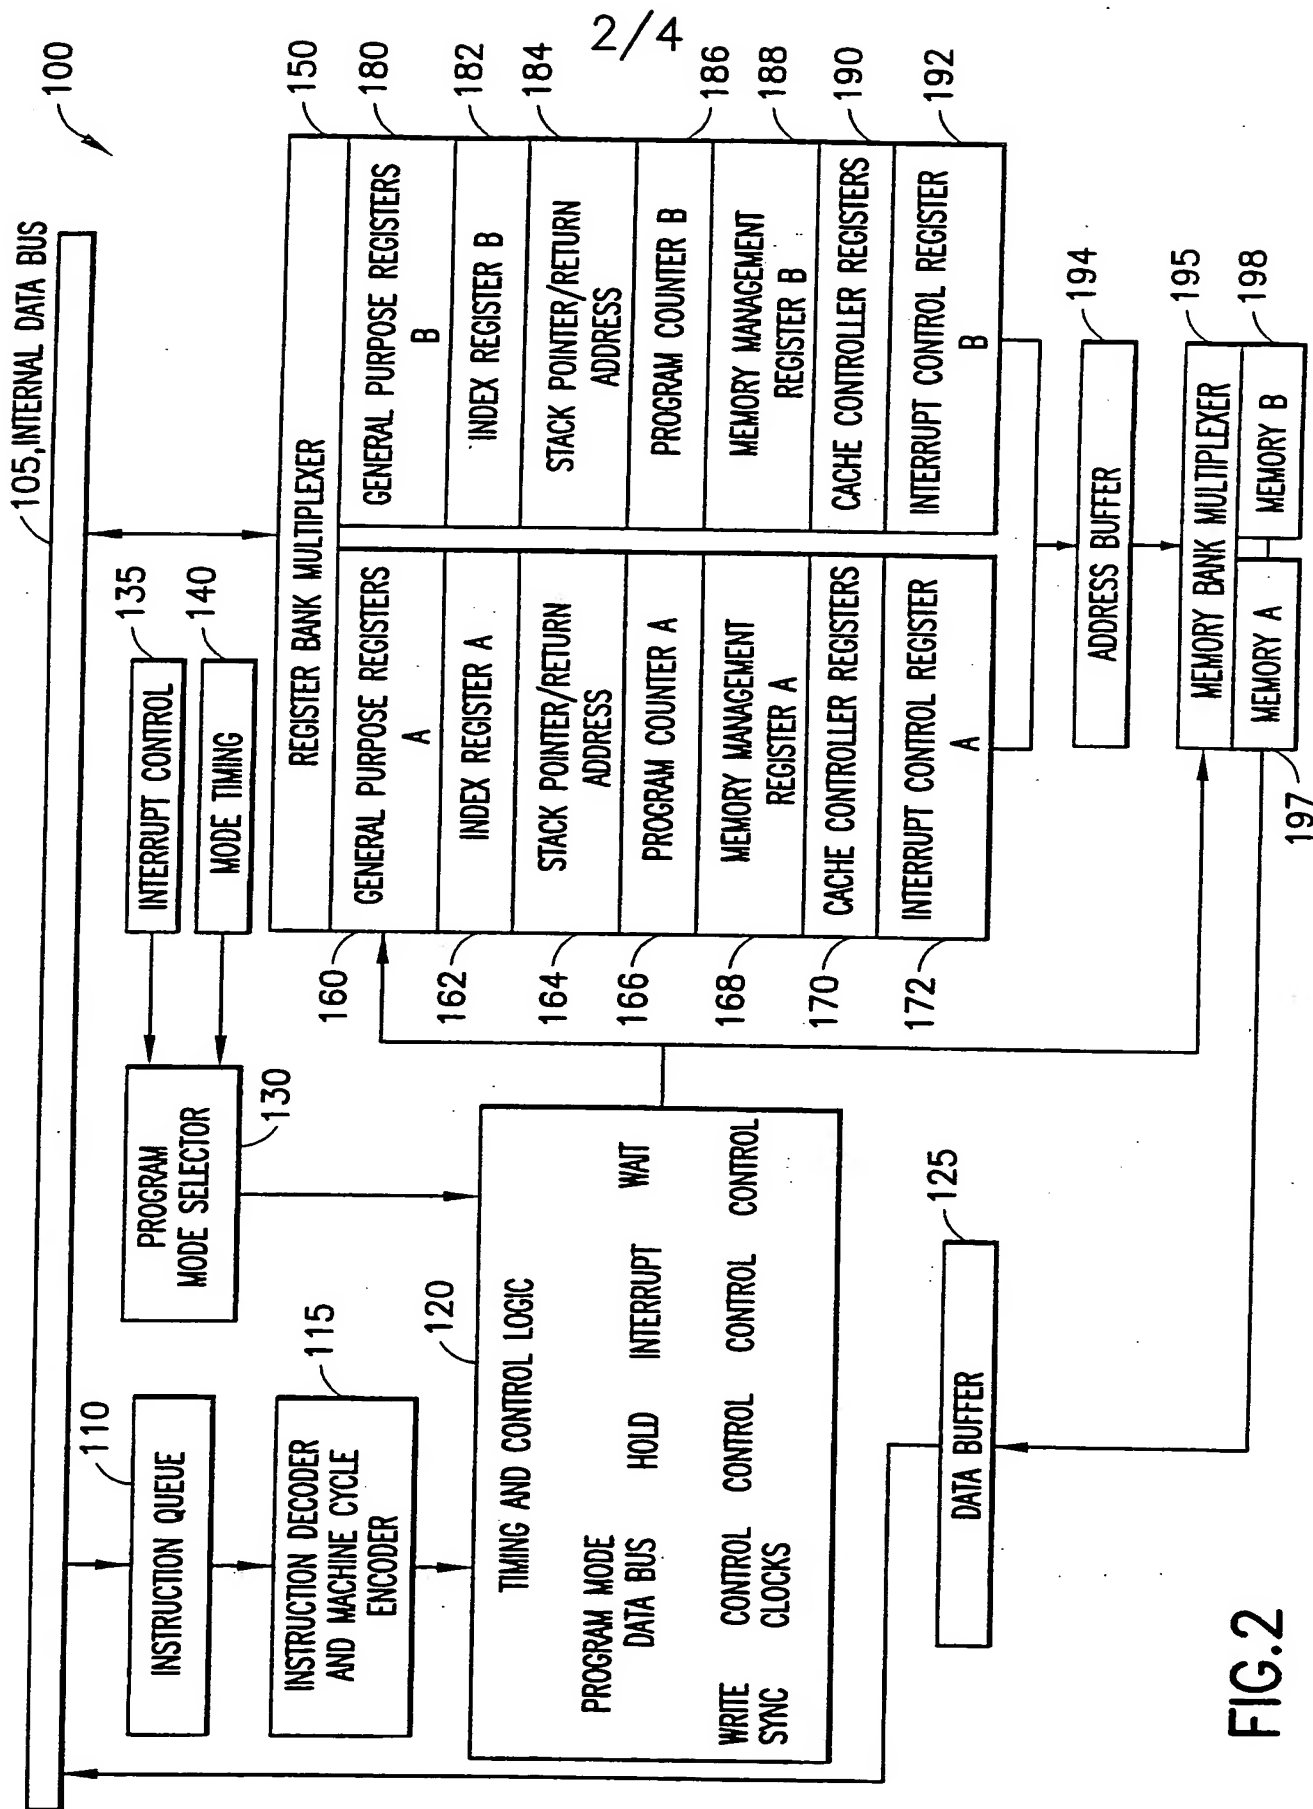 2/4
100
105, INTERNAL DATA BUS
INTERRUPT CONTROL
135
MODE TIMING
140
PROGRAM
MODE SELECTOR
130
INSTRUCTION QUEUE
110
INSTRUCTION DECODER
AND MACHINE CYCLE
ENCODER
115
120
TIMING AND CONTROL LOGIC
PROGRAM MODE
DATA BUS HOLD INTERRUPT WAIT
WRITE CONTROL CONTROL CONTROL CONTROL
SYNC CLOCKS
DATA BUFFER
125
REGISTER BANK MULTIPLEXER
150
GENERAL PURPOSE REGISTERS
A
160
GENERAL PURPOSE REGISTERS
B
180
INDEX REGISTER A
162
INDEX REGISTER B
182
STACK POINTER/RETURN
ADDRESS
164
STACK POINTER/RETURN
ADDRESS
184
PROGRAM COUNTER A
166
PROGRAM COUNTER B
186
MEMORY MANAGEMENT
REGISTER A
168
MEMORY MANAGEMENT
REGISTER B
188
CACHE CONTROLLER REGISTERS
170
CACHE CONTROLLER REGISTERS
190
INTERRUPT CONTROL REGISTER
A
172
INTERRUPT CONTROL REGISTER
B
192
ADDRESS BUFFER
194
MEMORY BANK MULTIPLEXER
195
MEMORY A
197
MEMORY B
198
FIG.2